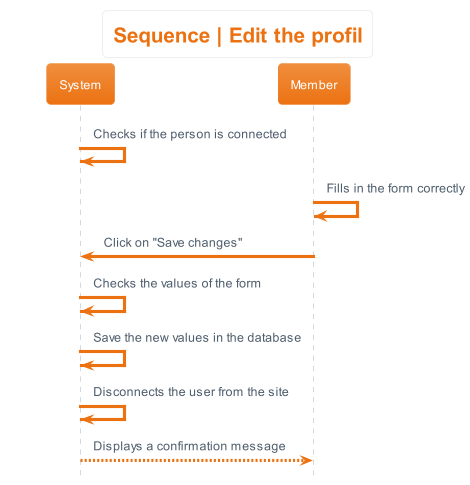 Sequence | Edit the profil
System
Member
Checks if the person is connected
Fills in the form correctly
Click on "Save changes"
Checks the values of the form
Save the new values in the database
Disconnects the user from the site
Displays a confirmation message